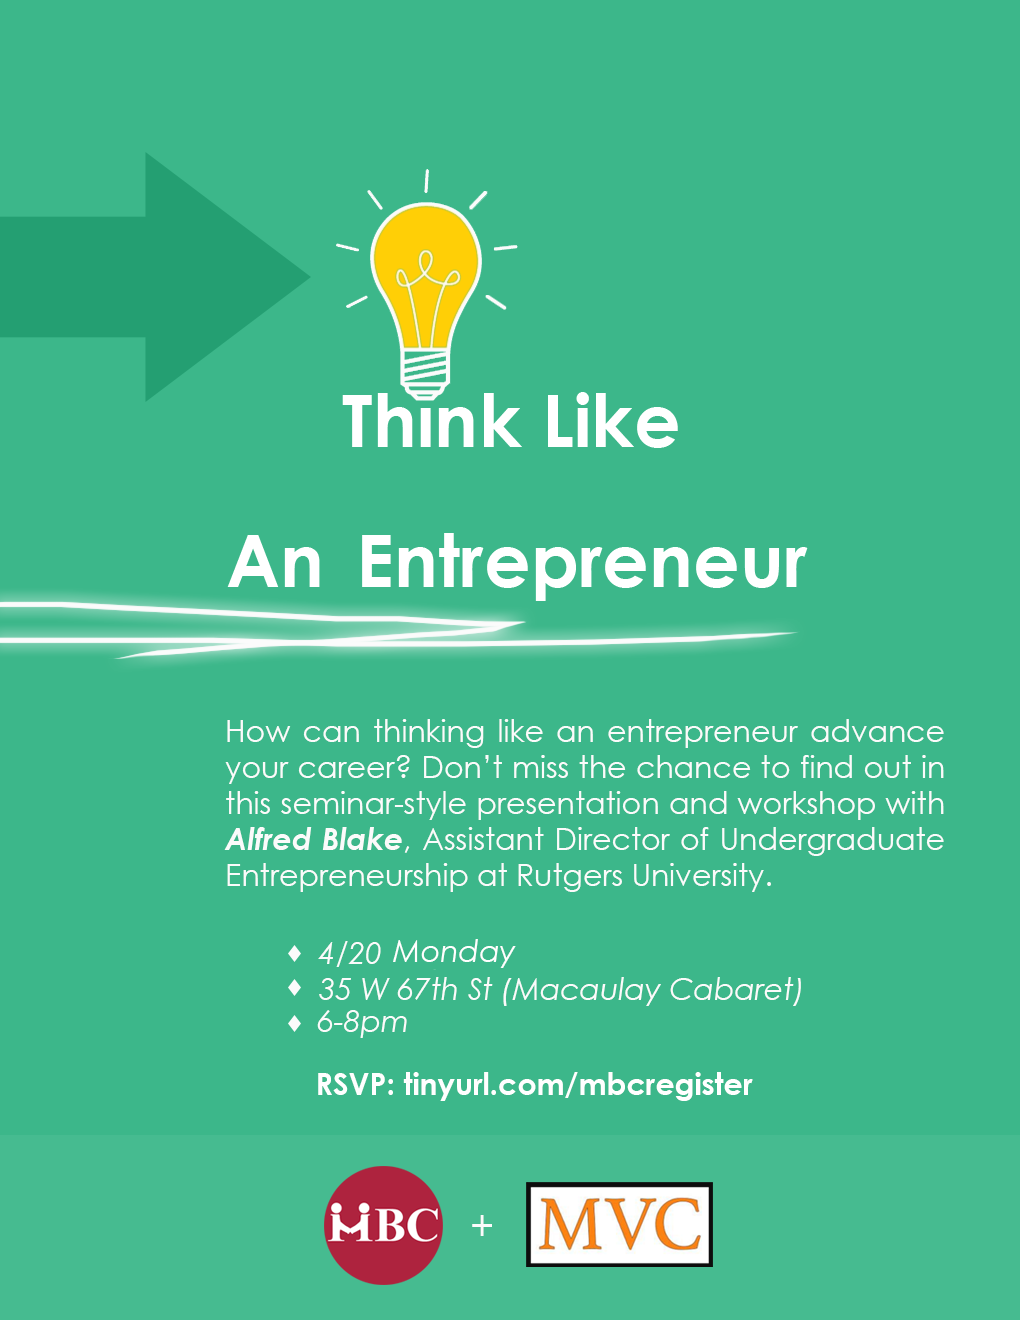 Think Like
An Entrepreneur
How can thinking like an entrepreneur advance
your career? Don't miss the chance to find out in
this seminar-style presentation and workshop with
Alfred Blake, Assistant Director of Undergraduate
Entrepreneurship at Rutgers University.
♦ 4/20 Monday
♦ 35 W 67th St (Macaulay Cabaret)
♦ 6-8pm
RSVP: tinyurl.com/mbcregister
MBC + MVC